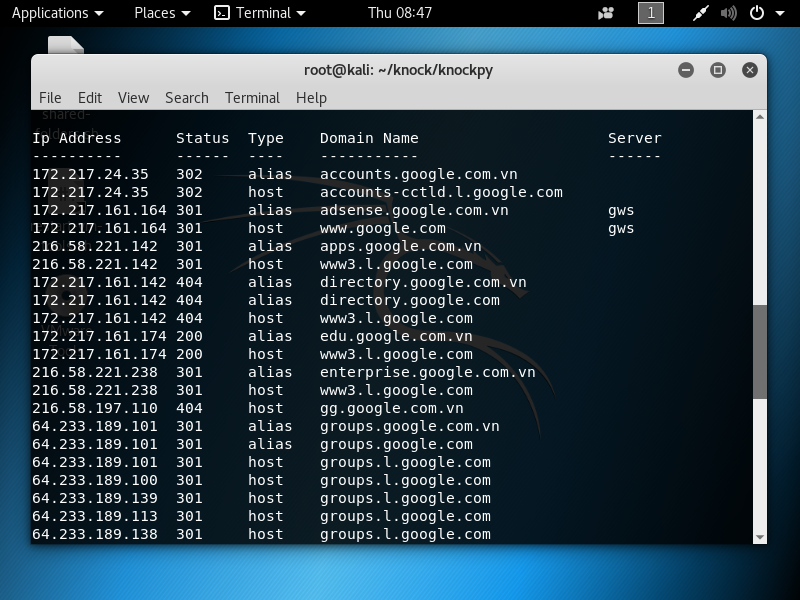 Applications Places Terminal Thu 08:47 1
root@kali: ~/knock/knockpy
File Edit View Search Terminal Help
shared-
Ip Address Status Type Domain Name Server
---------- ------ ---- ----------- ------
172.217.24.35 302 alias accounts.google.com.vn
172.217.24.35 302 host accounts-cctld.l.google.com
172.217.161.164 301 alias adsense.google.com.vn gws
172.217.161.164 301 host www.google.com gws
216.58.221.142 301 alias apps.google.com.vn
216.58.221.142 301 host www3.l.google.com
172.217.161.142 404 alias directory.google.com.vn
172.217.161.142 404 alias directory.google.com
172.217.161.142 404 host www3.l.google.com
172.217.161.174 200 alias edu.google.com.vn
172.217.161.174 200 host www3.l.google.com
216.58.221.238 301 alias enterprise.google.com.vn
216.58.221.238 301 host www3.l.google.com
216.58.197.110 404 host gg.google.com.vn
64.233.189.101 301 alias groups.google.com.vn
64.233.189.101 301 alias groups.google.com
64.233.189.101 301 host groups.l.google.com
64.233.189.100 301 host groups.l.google.com
64.233.189.139 301 host groups.l.google.com
64.233.189.113 301 host groups.l.google.com
64.233.189.138 301 host groups.l.google.com